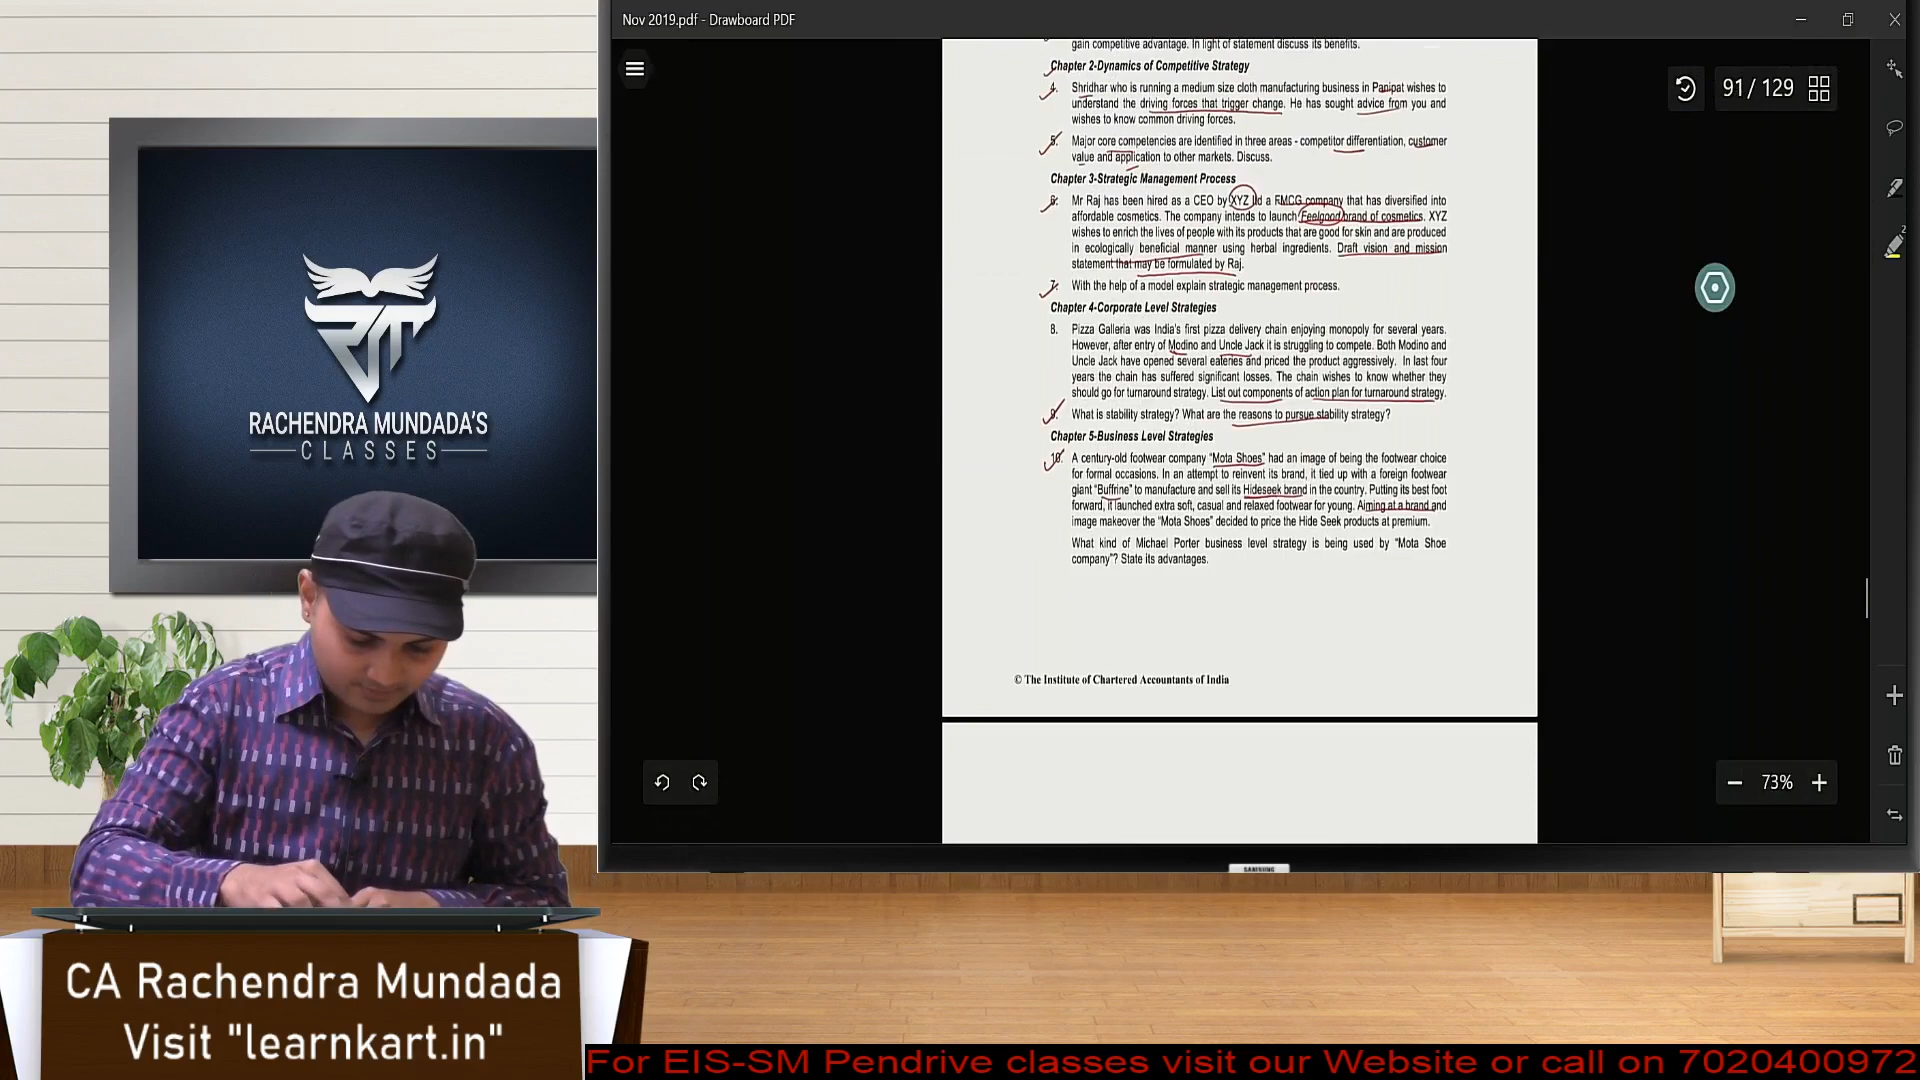 Nov 2019.pdf - Drawboard PDF
gain competitive advantage. In light of statement discuss its benefits.
Chapter 2-Dynamics of Competitive Strategy
4. Shridhar who is running a medium size cloth manufacturing business in Panipat wishes to
understand the driving forces that trigger change. He has sought advice from you and
wishes to know common driving forces.
5. Major core competencies are identified in three areas - competitor differentiation, customer
value and application to other markets. Discuss.
Chapter 3-Strategic Management Process
6. Mr Raj has been hired as a CEO by XYZ ltd a FMCG company that has diversified into
affordable cosmetics. The company intends to launch Feelgood brand of cosmetics. XYZ
wishes to enrich the lives of people with its products that are good for skin and are produced
in ecologically beneficial manner using herbal ingredients. Draft vision and mission
statement that may be formulated by Raj.
7. With the help of a model explain strategic management process.
Chapter 4-Corporate Level Strategies
8. Pizza Galleria was India's first pizza delivery chain enjoying monopoly for several years.
However, after entry of Modino and Uncle Jack it is struggling to compete. Both Modino and
Uncle Jack have opened several eateries and priced the product aggressively. In last four
years the chain has suffered significant losses. The chain wishes to know whether they
should go for turnaround strategy. List out components of action plan for turnaround strategy.
9. What is stability strategy? What are the reasons to pursue stability strategy?
Chapter 5-Business Level Strategies
10. A century-old footwear company “Mota Shoes” had an image of being the footwear choice
for formal occasions. In an attempt to reinvent its brand, it tied up with a foreign footwear
giant “Buffrine” to manufacture and sell its Hideseek brand in the country. Putting its best foot
forward, it launched extra soft, casual and relaxed footwear for young. Aiming at a brand and
image makeover the “Mota Shoes” decided to price the Hide Seek products at premium.
What kind of Michael Porter business level strategy is being used by “Mota Shoe
company”? State its advantages.
© The Institute of Chartered Accountants of India
91 / 129
2
73%
SAMSUNG
RACHENDRA MUNDADA'S
CLASSES
CA Rachendra Mundada
Visit "learnkart.in"
For EIS-SM Pendrive classes visit our Website or call on 7020400972